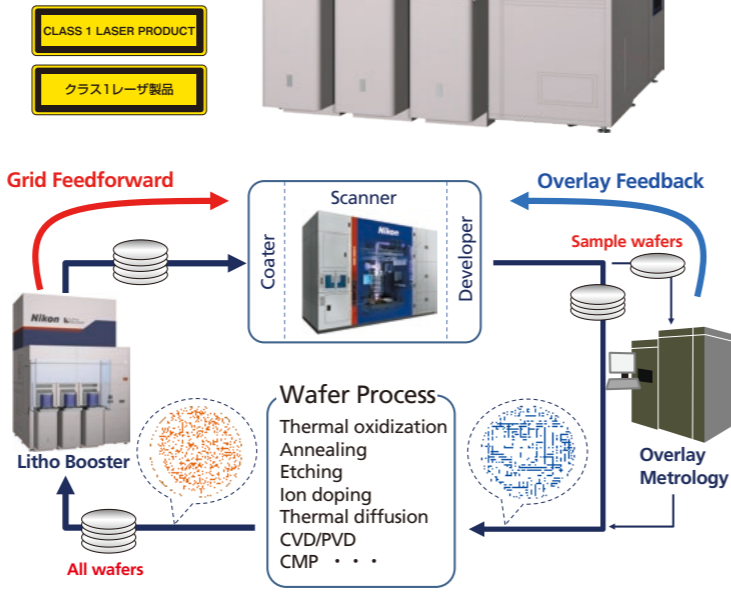 CLASS 1 LASER PRODUCT
クラス1レーザ製品
Grid Feedforward
Overlay Feedback
Scanner
Coater
Nikon
Developer
Sample wafers
Nikon
Litho Booster
Wafer Process
Thermal oxidization
Annealing
Etching
Ion doping
Thermal diffusion
CVD/PVD
CMP ・・・
Overlay
Metrology
All wafers